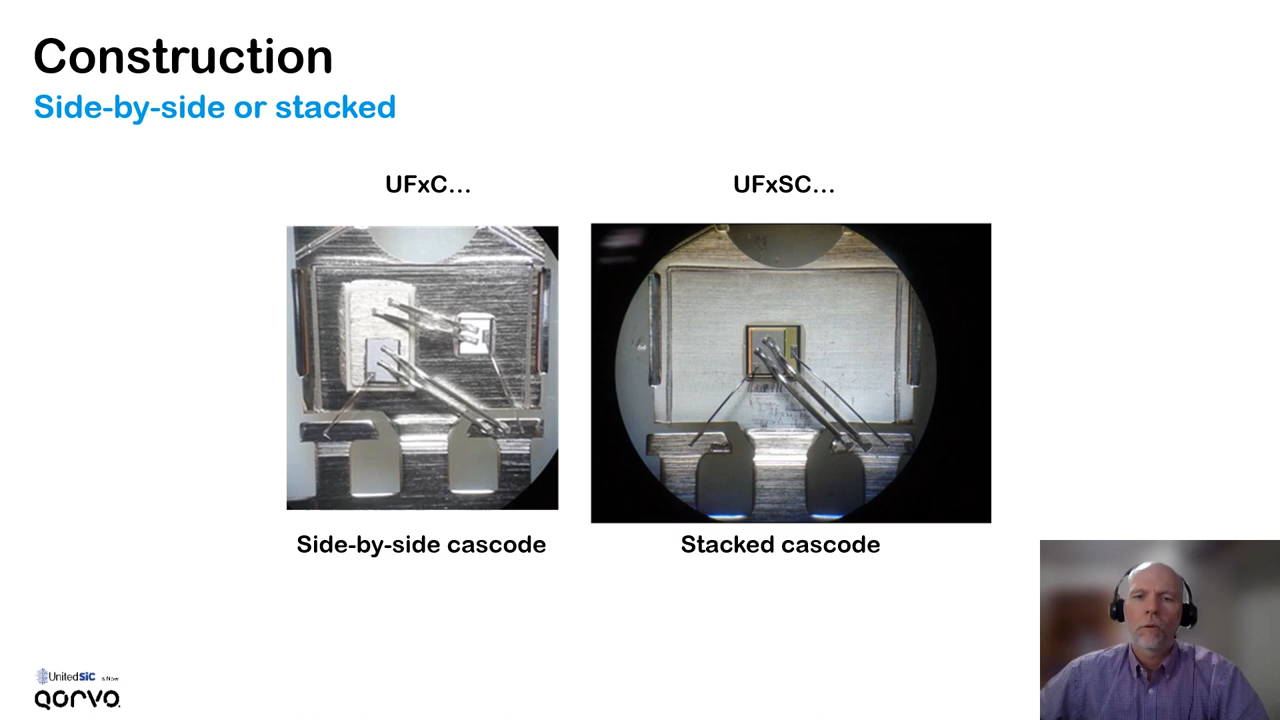 Construction
Side-by-side or stacked
UFxC...
UFxSC...
Side-by-side cascode
Stacked cascode
UnitedSiC is Now
QORVO